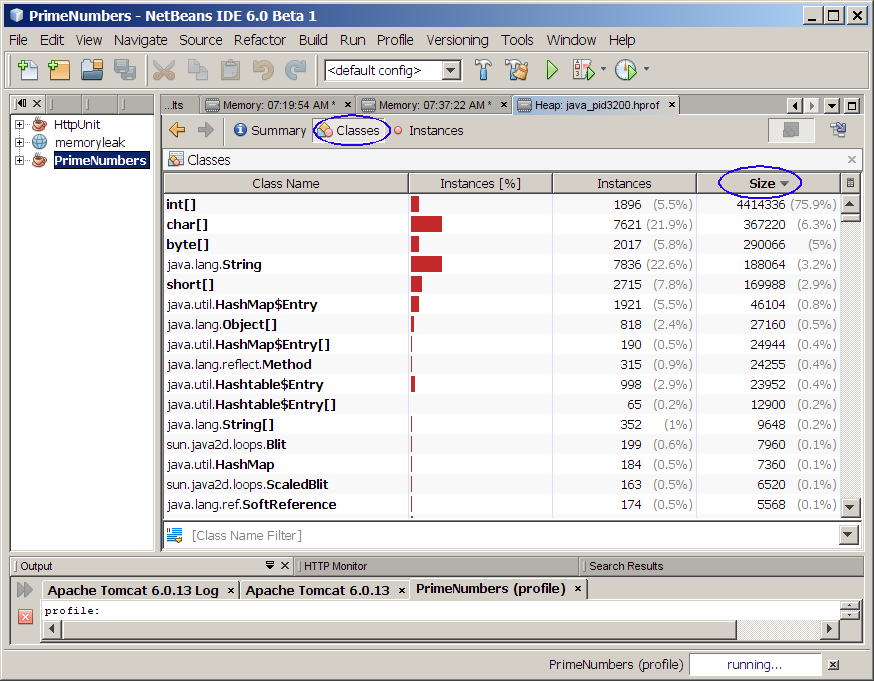 PrimeNumbers - NetBeans IDE 6.0 Beta 1
File Edit View Navigate Source Refactor Build Run Profile Versioning Tools Window Help
<default config>
...lts Memory: 07:19:54 AM * × Memory: 07:37:22 AM * × Heap: java_pid3200.hprof ×
HttpUnit
memoryleak
PrimeNumbers
Summary Classes Instances
Classes
Class Name Instances [%] Instances Size
int[] 1896 (5.5%) 4414336 (75.9%)
char[] 7621 (21.9%) 367220 (6.3%)
byte[] 2017 (5.8%) 290066 (5%)
java.lang.String 7836 (22.6%) 188064 (3.2%)
short[] 2715 (7.8%) 169988 (2.9%)
java.util.HashMap$Entry 1921 (5.5%) 46104 (0.8%)
java.lang.Object[] 818 (2.4%) 27160 (0.5%)
java.util.HashMap$Entry[] 190 (0.5%) 24944 (0.4%)
java.lang.reflect.Method 315 (0.9%) 24255 (0.4%)
java.util.Hashtable$Entry 998 (2.9%) 23952 (0.4%)
java.util.Hashtable$Entry[] 65 (0.2%) 12900 (0.2%)
java.lang.String[] 352 (1%) 9648 (0.2%)
sun.java2d.loops.Blit 199 (0.6%) 7960 (0.1%)
java.util.HashMap 184 (0.5%) 7360 (0.1%)
sun.java2d.loops.ScaledBlit 163 (0.5%) 6520 (0.1%)
java.lang.ref.SoftReference 174 (0.5%) 5568 (0.1%)
[Class Name Filter]
Output HTTP Monitor Search Results
Apache Tomcat 6.0.13 Log × Apache Tomcat 6.0.13 × PrimeNumbers (profile) ×
profile:
PrimeNumbers (profile) running...